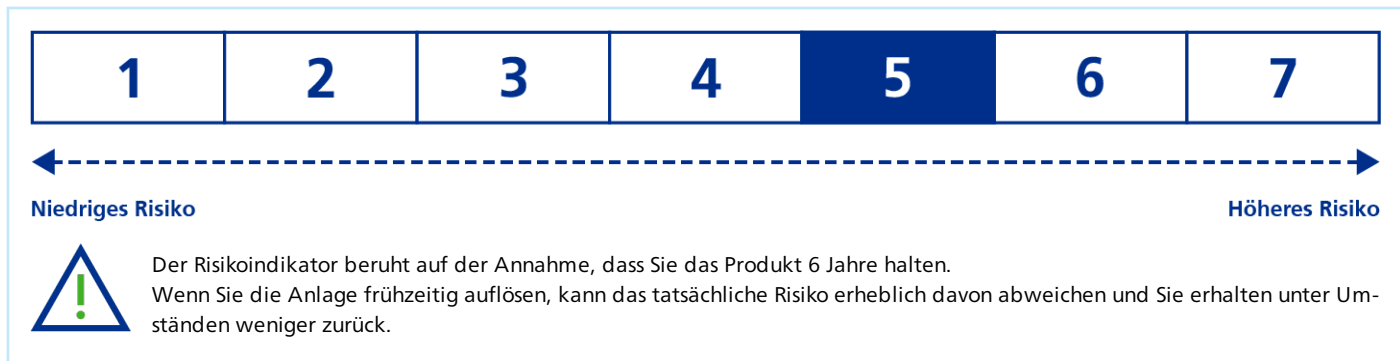 1 2 3 4 5 6 7
Niedriges Risiko Höheres Risiko
Der Risikoindikator beruht auf der Annahme, dass Sie das Produkt 6 Jahre halten.
Wenn Sie die Anlage frühzeitig auflösen, kann das tatsächliche Risiko erheblich davon abweichen und Sie erhalten unter Um-
ständen weniger zurück.